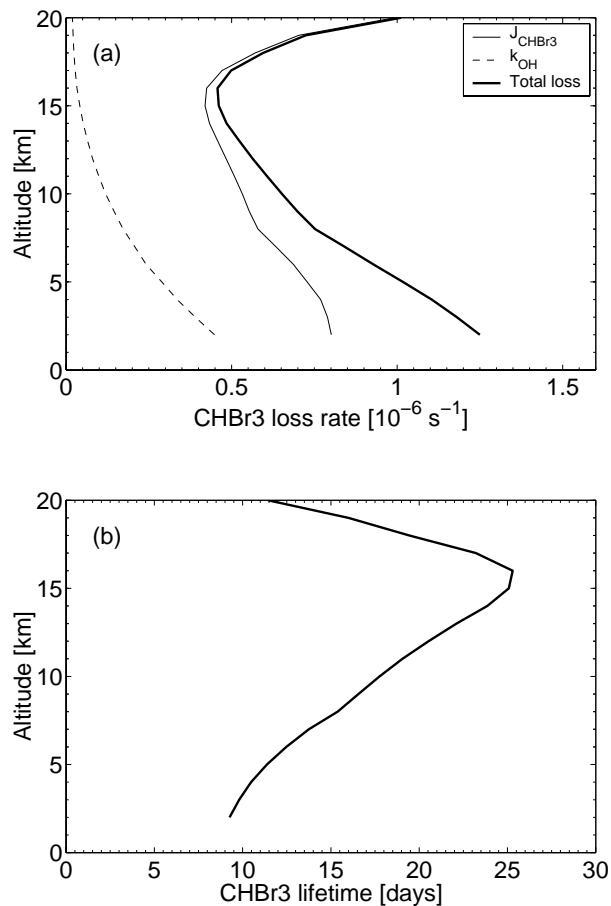 20
15
10
5
0
Altitude [km]
(a)
J_CHBr3
k_OH
Total loss
0 0.5 1 1.5
CHBr3 loss rate [10^−6 s^−1]
20
15
10
5
0
Altitude [km]
(b)
0 5 10 15 20 25 30
CHBr3 lifetime [days]